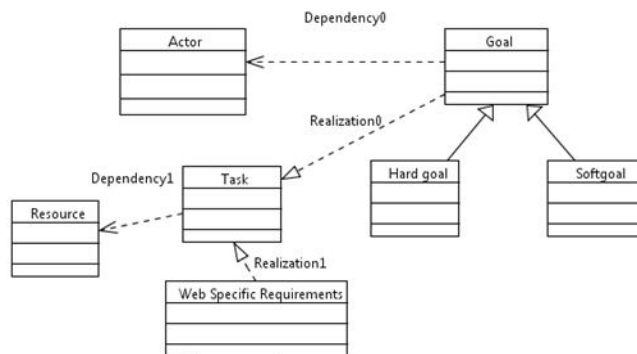 Dependency0
Actor
Goal
Realization0
Hard goal
Softgoal
Dependency1
Task
Resource
Realization1
Web Specific Requirements